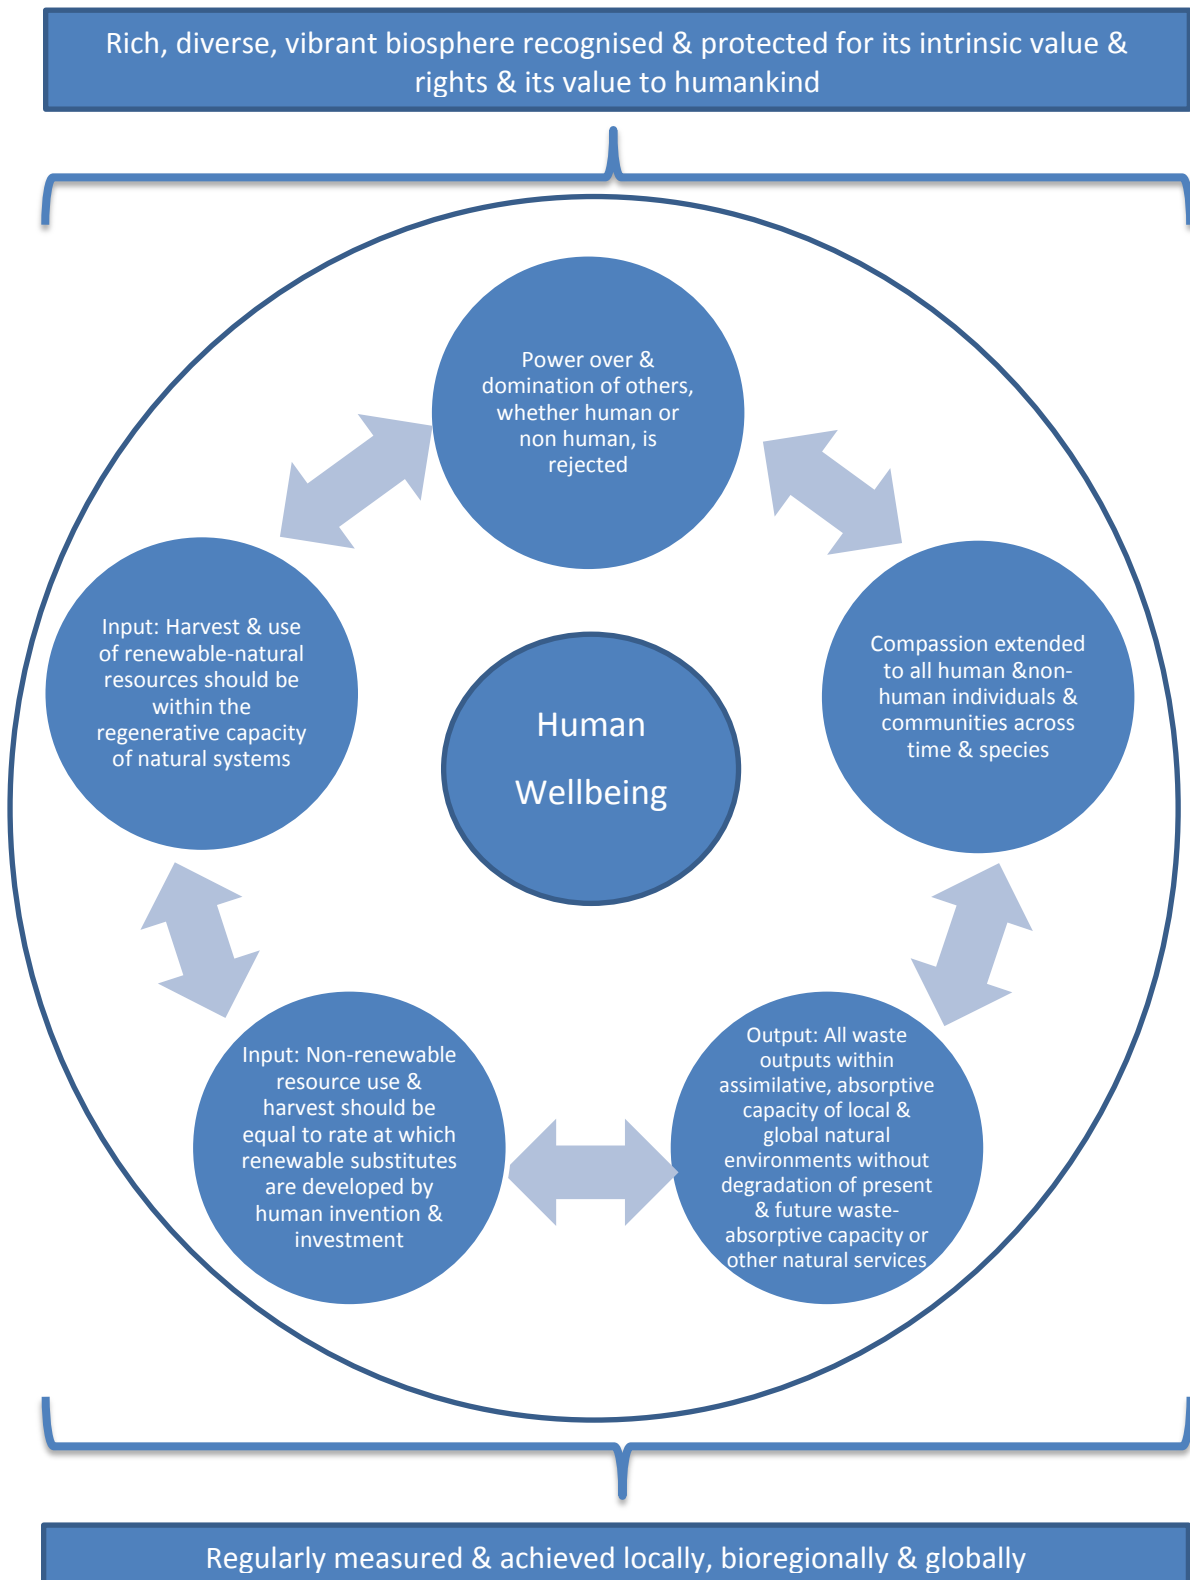 Rich, diverse, vibrant biosphere recognised & protected for its intrinsic value &
rights & its value to humankind
Power over &
domination of others,
whether human or
non human, is
rejected
Input: Harvest & use
of renewable-natural
resources should be
within the
regenerative capacity
of natural systems
Compassion extended
to all human &non-
human individuals &
communities across
time & species
Human
Wellbeing
Input: Non-renewable
resource use &
harvest should be
equal to rate at which
renewable substitutes
are developed by
human invention &
investment
Output: All waste
outputs within
assimilative, absorptive
capacity of local &
global natural
environments without
degradation of present
& future waste-
absorptive capacity or
other natural services
Regularly measured & achieved locally, bioregionally & globally